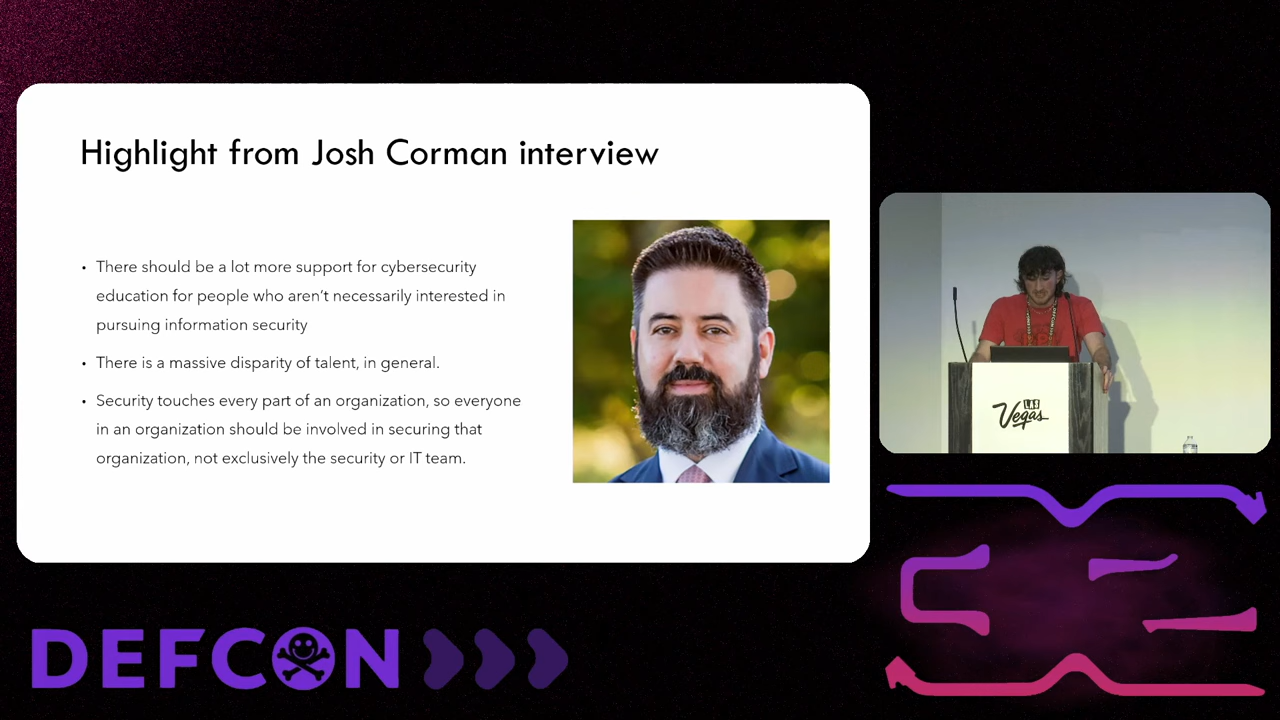 Highlight from Josh Corman interview
• There should be a lot more support for cybersecurity
education for people who aren't necessarily interested in
pursuing information security
• There is a massive disparity of talent, in general.
• Security touches every part of an organization, so everyone
in an organization should be involved in securing that
organization, not exclusively the security or IT team.
LAS
Vegas
DEFCON